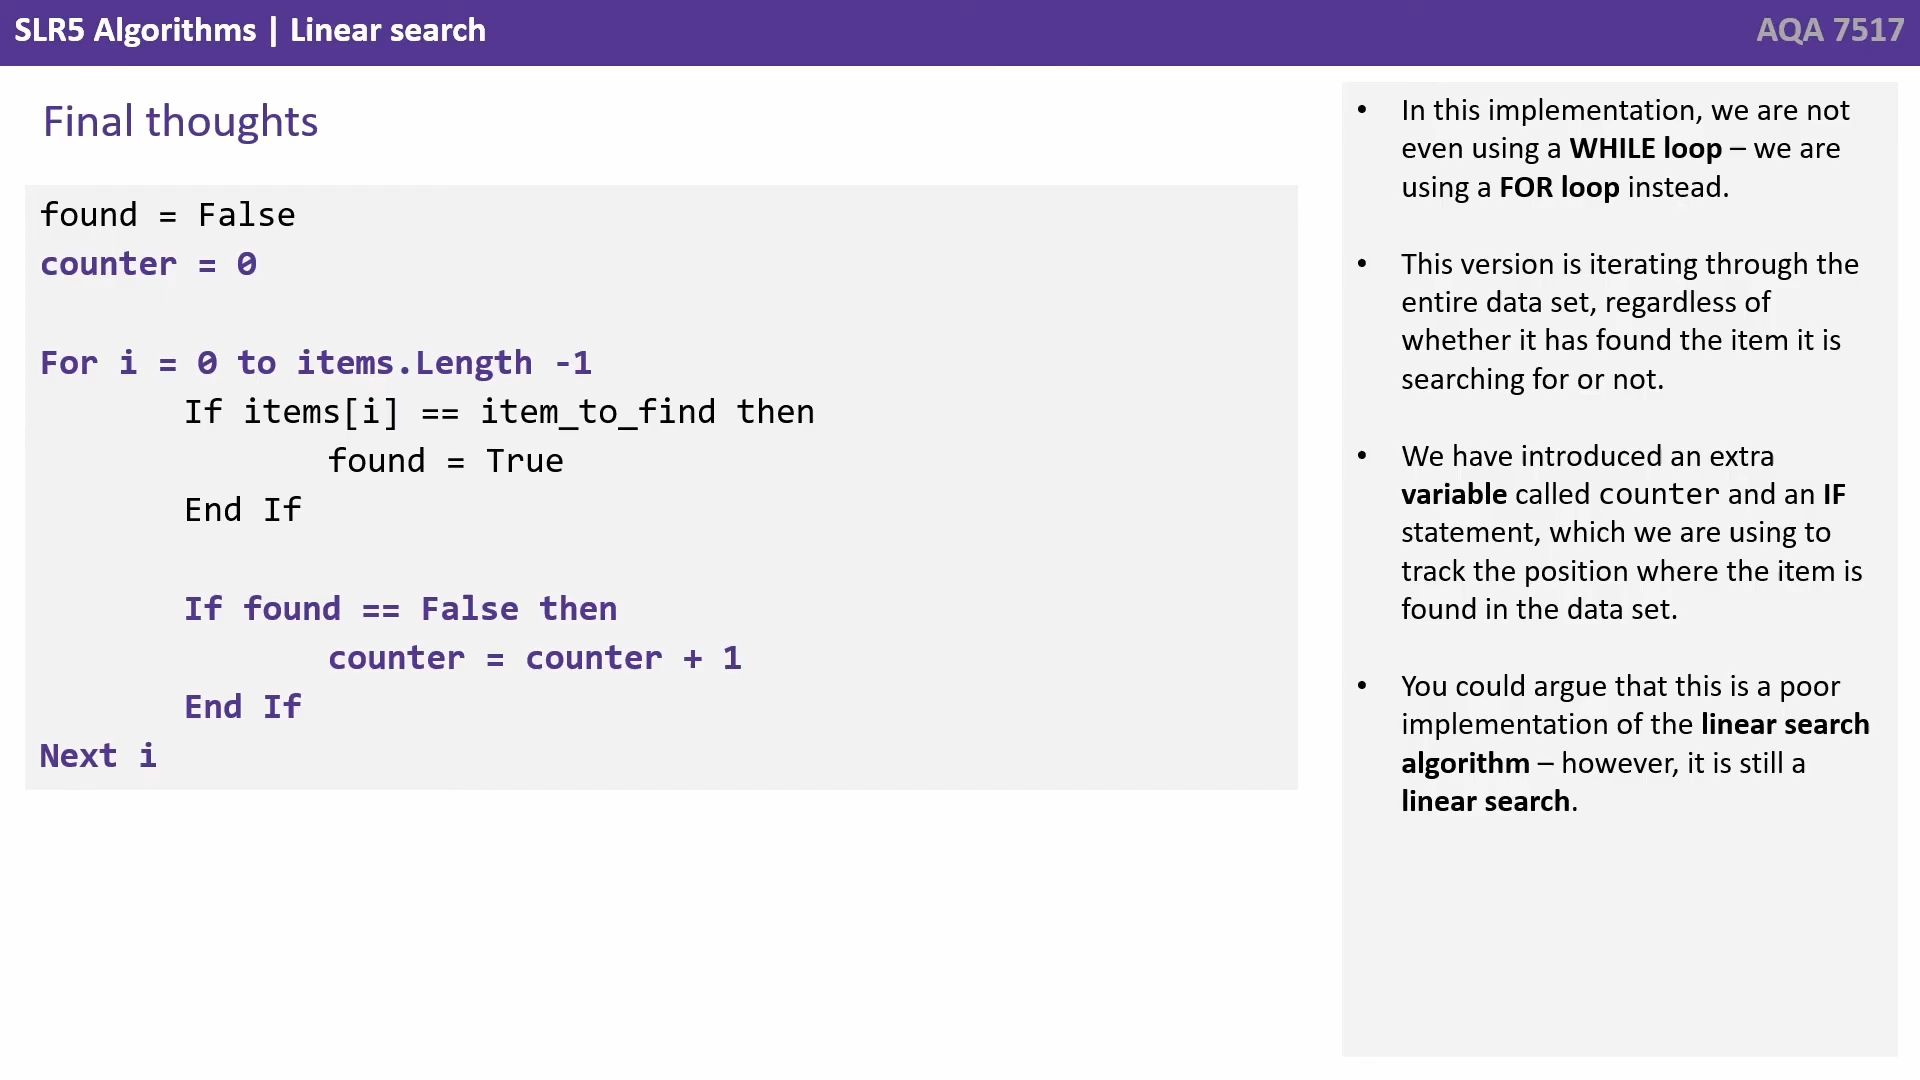 SLR5 Algorithms | Linear search
AQA 7517
Final thoughts
found = False
counter = 0
For i = 0 to items.Length -1
If items[i] == item_to_find then
found = True
End If
If found == False then
counter = counter + 1
End If
Next i
• In this implementation, we are not
even using a WHILE loop – we are
using a FOR loop instead.
• This version is iterating through the
entire data set, regardless of
whether it has found the item it is
searching for or not.
• We have introduced an extra
variable called counter and an IF
statement, which we are using to
track the position where the item is
found in the data set.
• You could argue that this is a poor
implementation of the linear search
algorithm – however, it is still a
linear search.